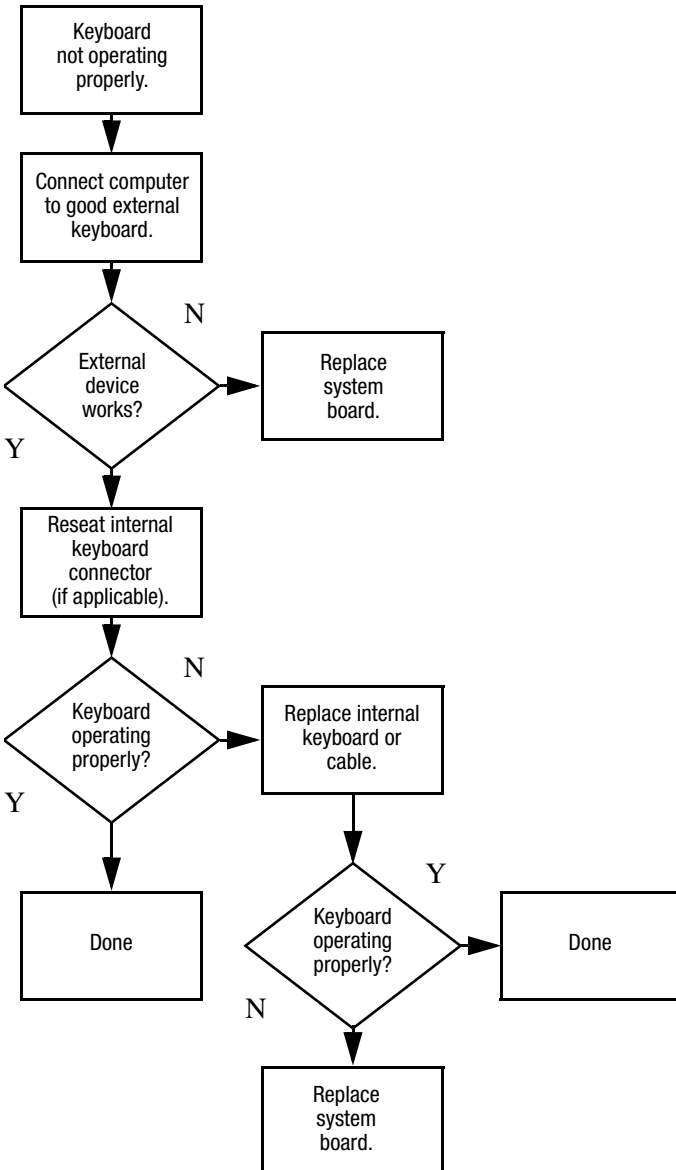 Keyboard
not operating
properly.
Connect computer
to good external
keyboard.
N
External
device
works?
Replace
system
board.
Y
Reseat internal
keyboard
connector
(if applicable).
N
Keyboard
operating
properly?
Replace internal
keyboard or
cable.
Y
Y
Done
Keyboard
operating
properly?
Done
N
Replace
system
board.